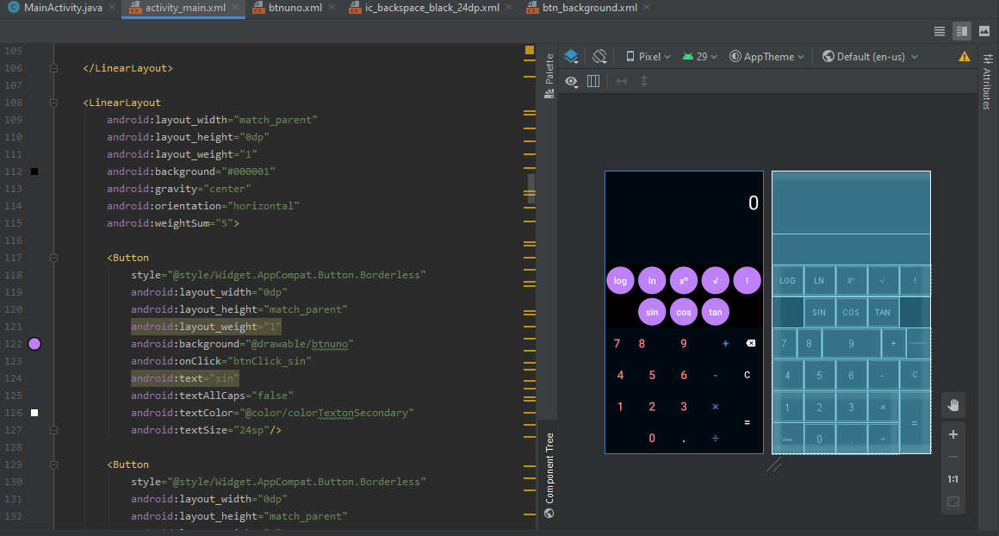 MainActivity.java activity_main.xml btnuno.xml ic_backspace_black_24dp.xml btn_background.xml
Pixel 29 AppTheme Default (en-us)
Palette
Attributes
Component Tree
105
106 </LinearLayout>
107
108 <LinearLayout
109 android:layout_width="match_parent"
110 android:layout_height="0dp"
111 android:layout_weight="1"
112 android:background="#000001"
113 android:gravity="center"
114 android:orientation="horizontal"
115 android:weightSum="5">
116
117 <Button
118 style="@style/Widget.AppCompat.Button.Borderless"
119 android:layout_width="0dp"
120 android:layout_height="match_parent"
121 android:layout_weight="1"
122 android:background="@drawable/btnuno"
123 android:onClick="btnClick_sin"
124 android:text="sin"
125 android:textAllCaps="false"
126 android:textColor="@color/colorTextonSecondary"
127 android:textSize="24sp"/>
128
129 <Button
130 style="@style/Widget.AppCompat.Button.Borderless"
131 android:layout_width="0dp"
132 android:layout_height="match_parent"
0
log ln xⁿ √ !
sin cos tan
7 8 9 +
4 5 6 - C
1 2 3 ×
=
0 . ÷
LOG LN Xⁿ √ !
SIN COS TAN
7 8 9 +
4 5 6 - C
1 2 3 ×
=
View 0 . ÷
1:1